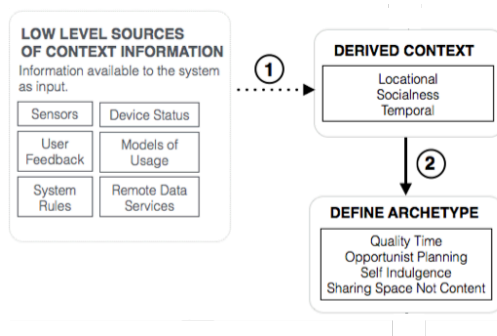 LOW LEVEL SOURCES
OF CONTEXT INFORMATION
Information available to the system
as input.
Sensors
Device Status
User
Feedback
Models of
Usage
System
Rules
Remote Data
Services
1
DERIVED CONTEXT
Locational
Socialness
Temporal
2
DEFINE ARCHETYPE
Quality Time
Opportunist Planning
Self Indulgence
Sharing Space Not Content